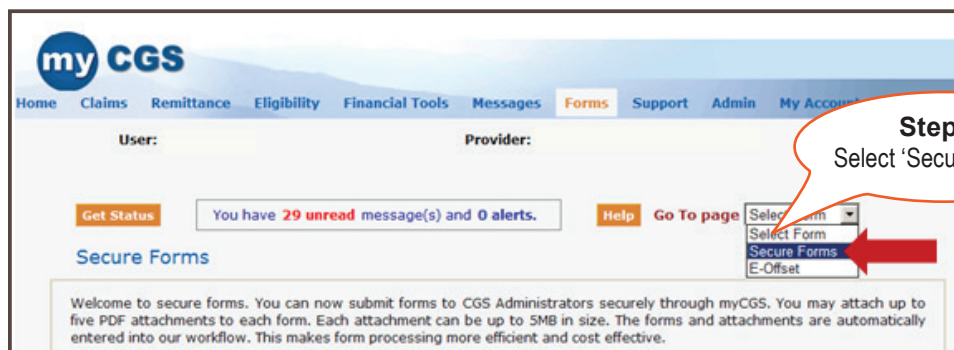 my CGS
Home Claims Remittance Eligibility Financial Tools Messages Forms Support Admin My Account
User: Provider:
Step
Select ‘Secu
Get Status You have 29 unread message(s) and 0 alerts. Help Go To page Select Form
Select Form
Secure Forms
E-Offset
Secure Forms
Welcome to secure forms. You can now submit forms to CGS Administrators securely through myCGS. You may attach up to
five PDF attachments to each form. Each attachment can be up to 5MB in size. The forms and attachments are automatically
entered into our workflow. This makes form processing more efficient and cost effective.